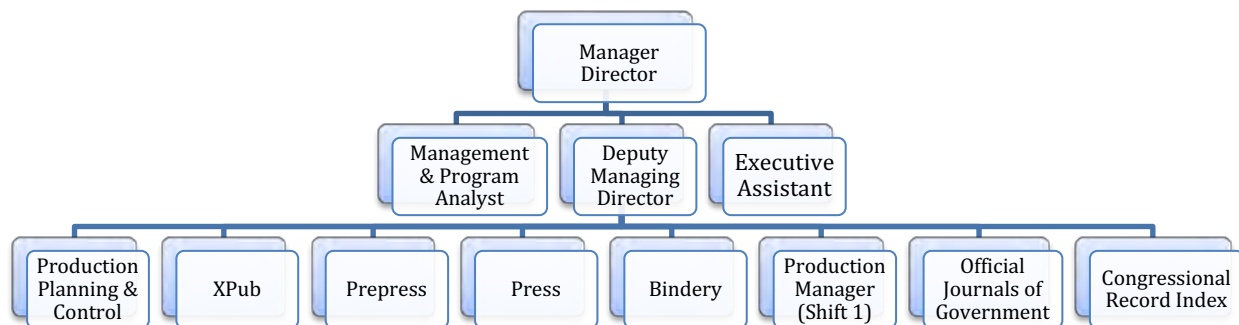 Manager
Director
Management
& Program
Analyst
Deputy
Managing
Director
Executive
Assistant
Production
Planning &
Control
XPub
Prepress
Press
Bindery
Production
Manager
(Shift 1)
Official
Journals of
Government
Congressional
Record Index